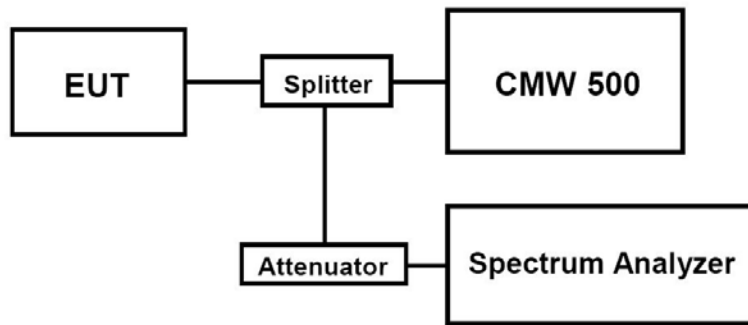 EUT
Splitter
CMW 500
Attenuator
Spectrum Analyzer